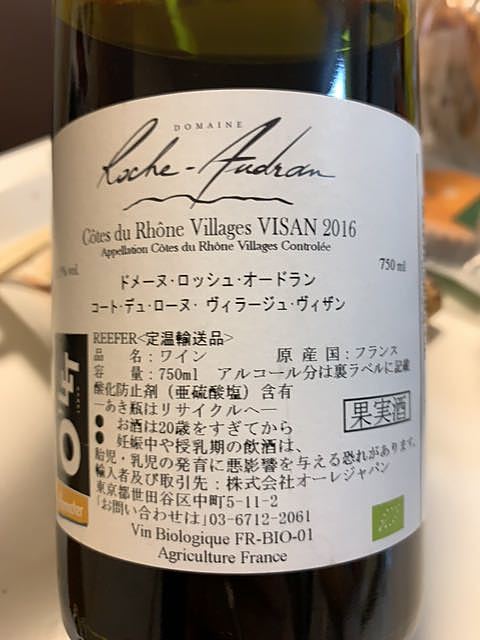 DOMAINE
Roche-Audran
Côtes du Rhône Villages VISAN 2016
Appellation Côtes du Rhône Villages Controlée
% vol.
750 ml
ドメーヌ・ロッシュ・オードラン
コート・デュ・ローヌ ヴィラージュ・ヴィザン
REEFER<定温輸送品>
品 名:ワイン 原 産 国:フランス
容 量:750ml アルコール分は裏ラベルに記載
酸化防止剤(亜硫酸塩)含有
―あき瓶はリサイクルへ―
果実酒
● お酒は20歳をすぎてから
● 妊娠中や授乳期の飲酒は、
胎児・乳児の発育に悪影響を与える恐れがあります。
輸入者及び取引先:株式会社オーレジャパン
東京都世田谷区中町5-11-2
「お問い合わせは」03-6712-2061
Vin Biologique FR-BIO-01
Agriculture France